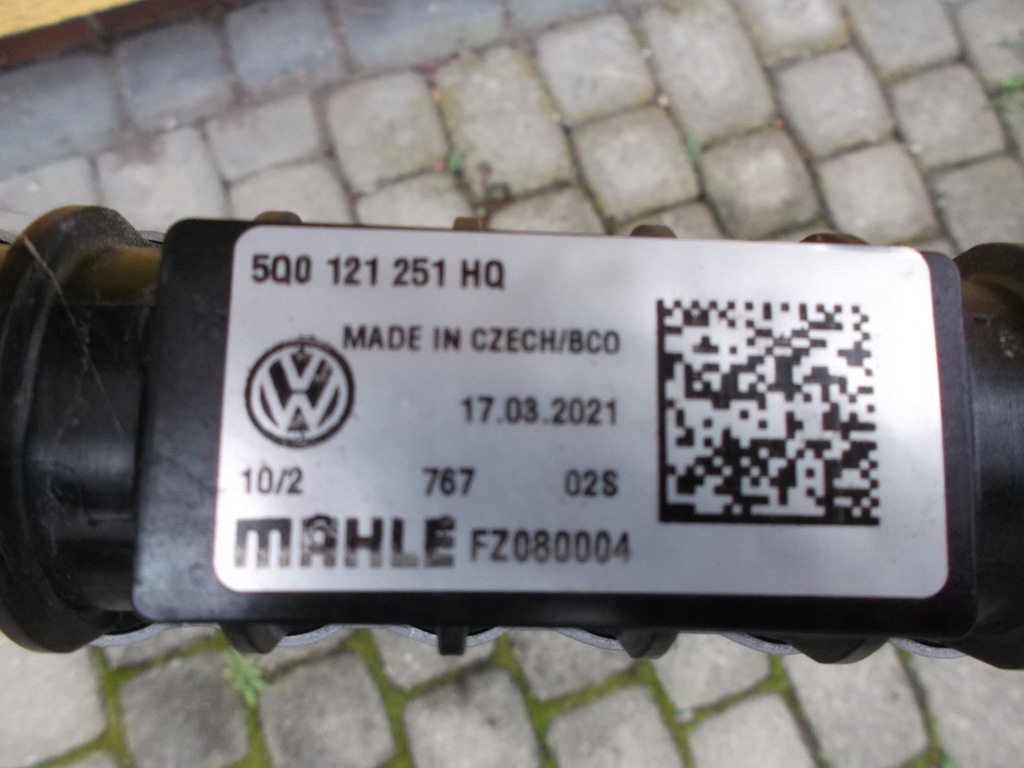 5Q0 121 251 HQ
MADE IN CZECH/BCO
17.03.2021
10/2 767 02S
MAHLE FZ080004